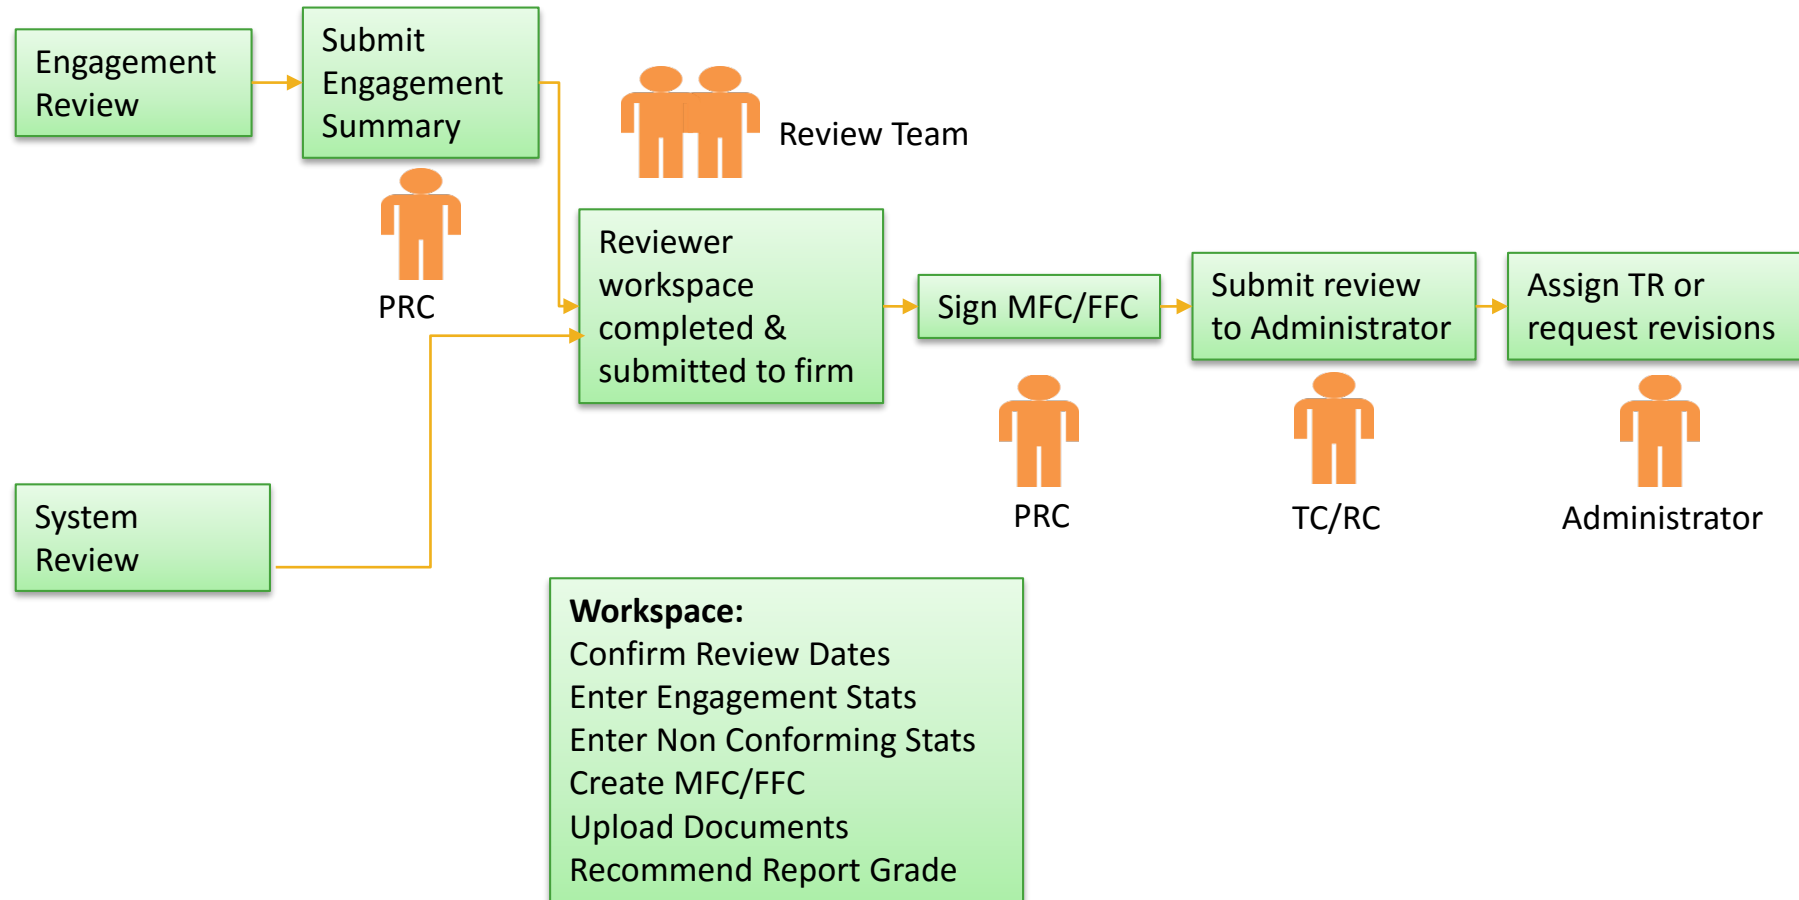 Engagement
Review
Submit
Engagement
Summary
PRC
Review Team
Reviewer
workspace
completed &
submitted to firm
Sign MFC/FFC
PRC
Submit review
to Administrator
TC/RC
Assign TR or
request revisions
Administrator
System
Review
Workspace:
Confirm Review Dates
Enter Engagement Stats
Enter Non Conforming Stats
Create MFC/FFC
Upload Documents
Recommend Report Grade